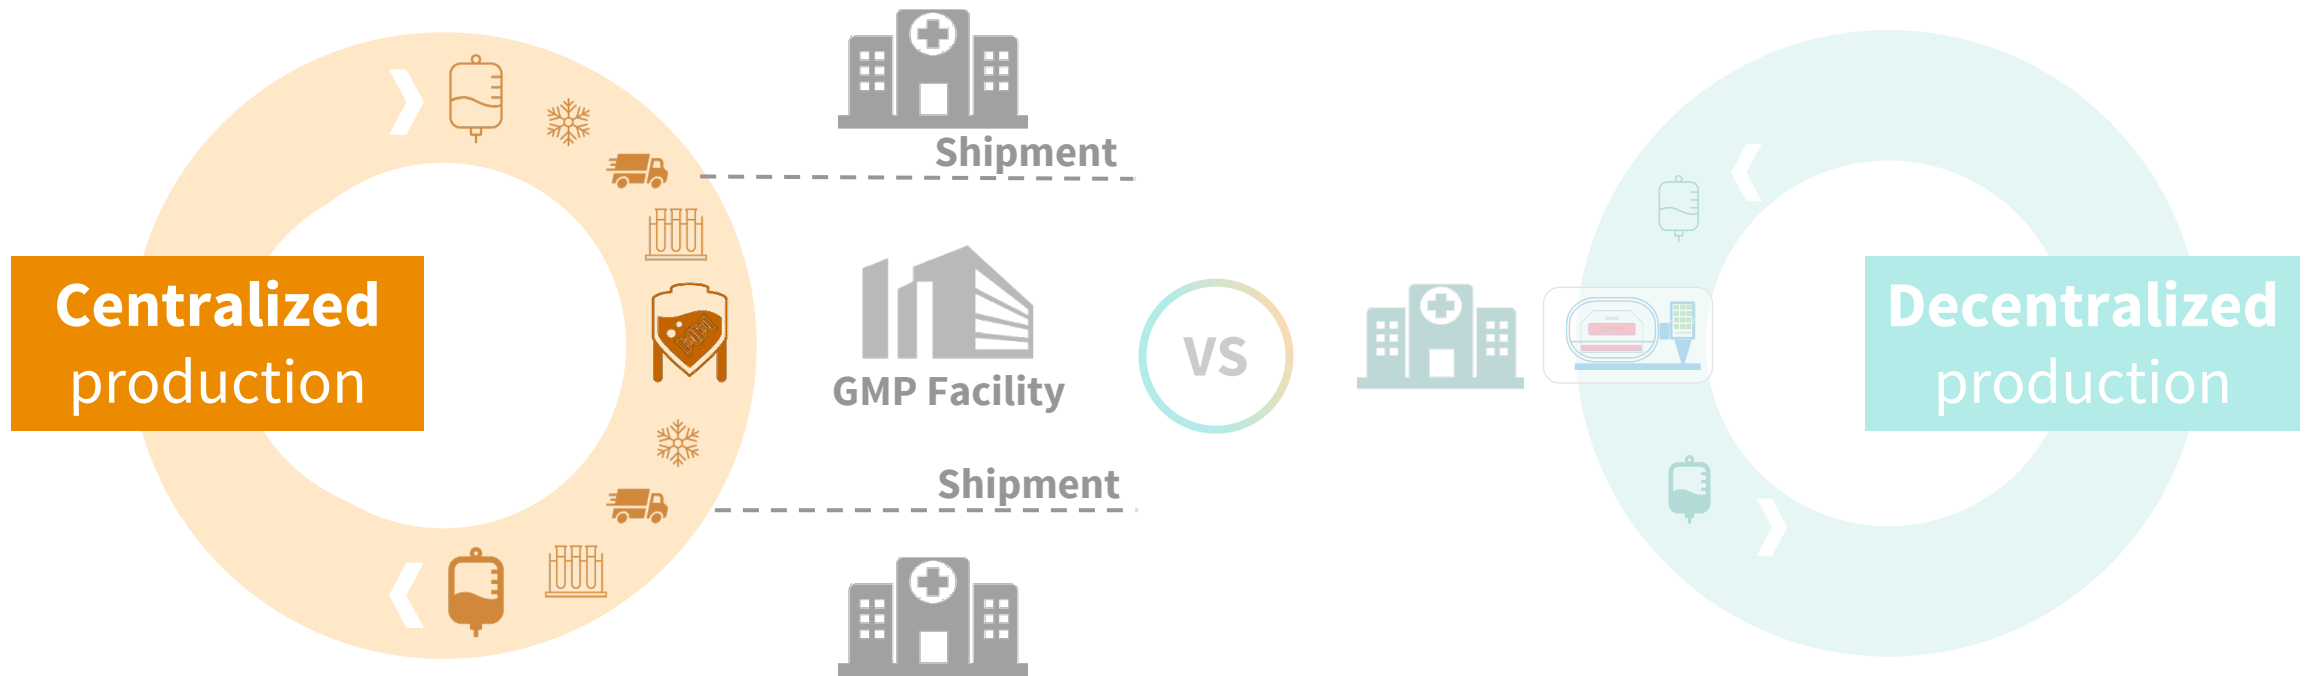 Centralized
production
Shipment
GMP Facility
Shipment
VS
Decentralized
production